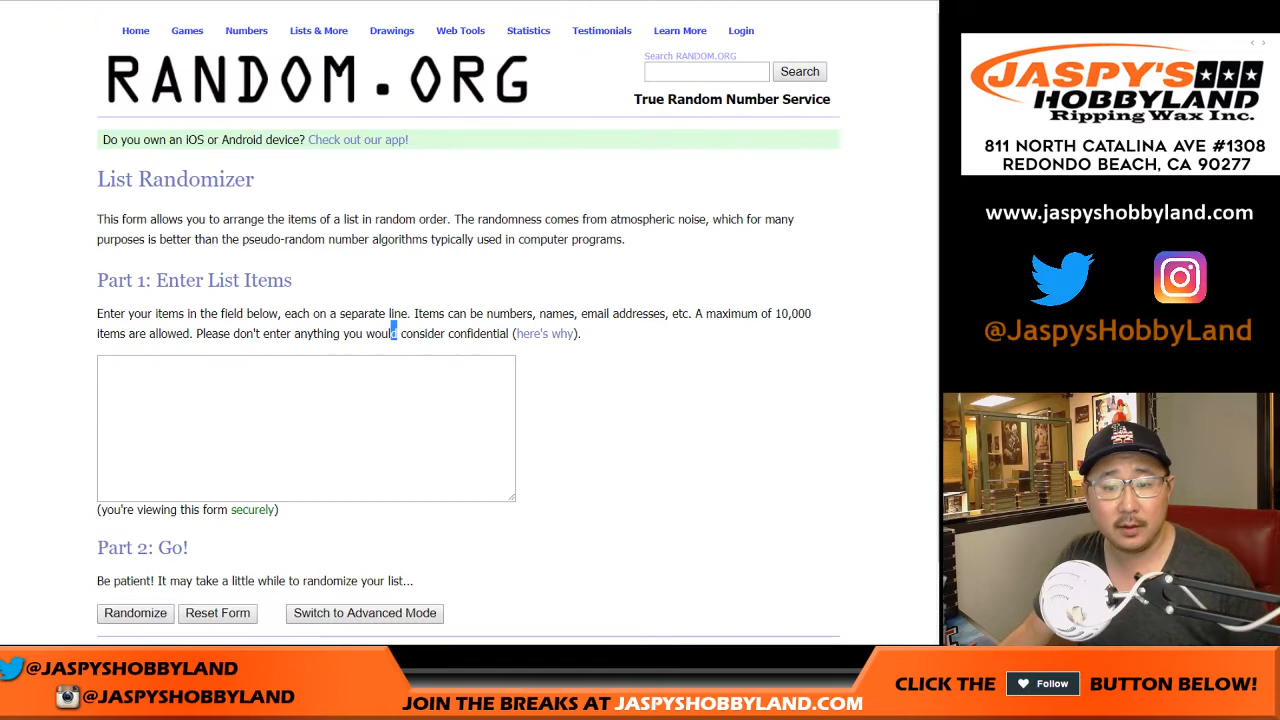 Home Games Numbers Lists & More Drawings Web Tools Statistics Testimonials Learn More Login
RANDOM.ORG
Search RANDOM.ORG
Search
True Random Number Service
Do you own an iOS or Android device? Check out our app!
List Randomizer
This form allows you to arrange the items of a list in random order. The randomness comes from atmospheric noise, which for many
purposes is better than the pseudo-random number algorithms typically used in computer programs.
Part 1: Enter List Items
Enter your items in the field below, each on a separate line. Items can be numbers, names, email addresses, etc. A maximum of 10,000
items are allowed. Please don't enter anything you would consider confidential (here's why).
(you're viewing this form securely)
Part 2: Go!
Be patient! It may take a little while to randomize your list...
Randomize Reset Form Switch to Advanced Mode
JASPY'S
HOBBYLAND
Ripping Wax Inc.
811 NORTH CATALINA AVE #1308
REDONDO BEACH, CA 90277
www.jaspyshobbyland.com
@JaspysHobbyland
@JASPYSHOBBYLAND
@JASPYSHOBBYLAND
JOIN THE BREAKS AT JASPYSHOBBYLAND.COM
CLICK THE Follow BUTTON BELOW!